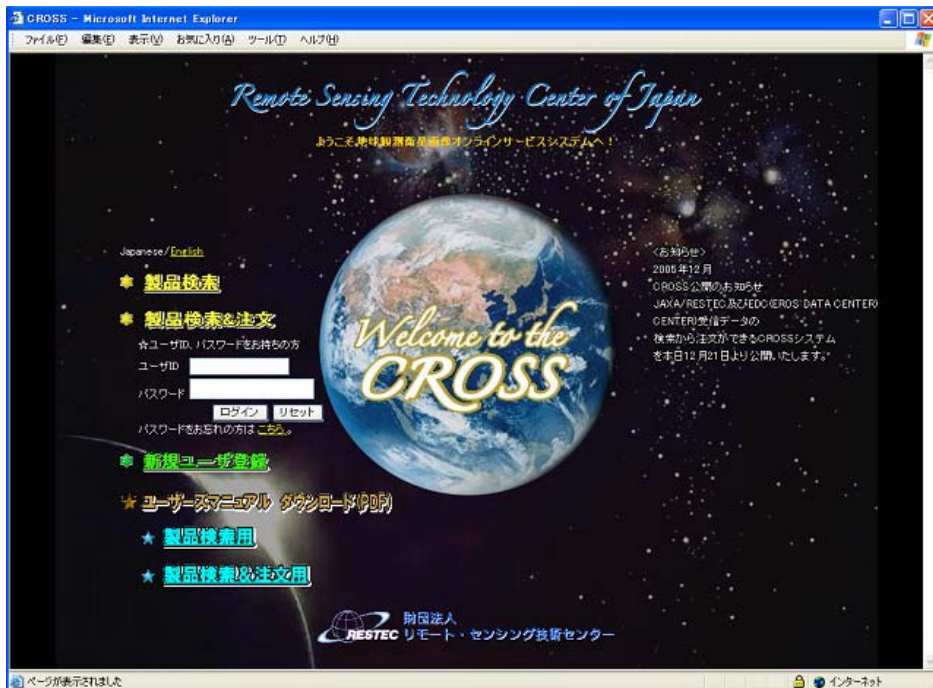 CROSS - Microsoft Internet Explorer
ファイル(F) 編集(E) 表示(V) お気に入り(A) ツール(T) ヘルプ(H)
Remote Sensing Technology Center of Japan
ようこそ地球観測衛星画像オンラインサービスシステムへ！
Japanese/English
製品検索
製品検索&注文
☆ユーザID、パスワードをお持ちの方
ユーザID
パスワード
ログイン リセット
パスワードをお忘れの方はこちら。
新規ユーザ登録
ユーザーズマニュアル ダウンロード(PDF)
製品検索用
製品検索&注文用
Welcome to the
CROSS
<お知らせ>
2005年12月
CROSS公開のお知らせ
JAXA/RESTEC及びEDC(EROS DATA CENTER)
CENTER)受信データの
検索から注文ができるCROSSシステム
を本日12月21日より公開いたします。
財団法人
RESTEC リモート・センシング技術センター
ページが表示されました インターネット